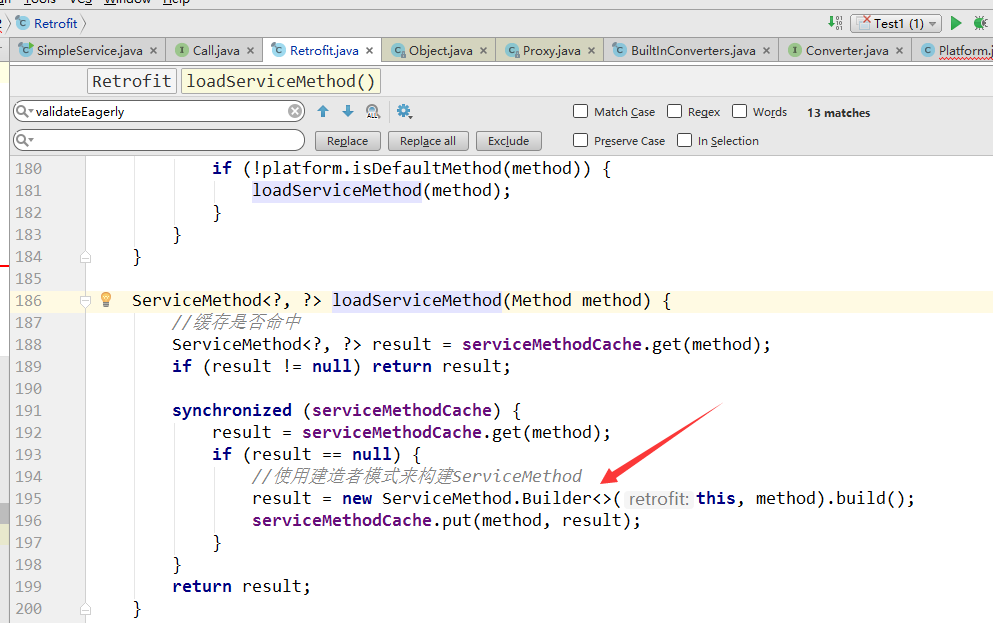 Tools VCS Window Help
Retrofit
Test1 (1)
SimpleService.java Call.java Retrofit.java Object.java Proxy.java BuiltInConverters.java Converter.java Platform.j
Retrofit loadServiceMethod()
validateEagerly Match Case Regex Words 13 matches
Replace Replace all Exclude Preserve Case In Selection
180 if (!platform.isDefaultMethod(method)) {
181 loadServiceMethod(method);
182 }
183 }
184 }
185
186 ServiceMethod<?, ?> loadServiceMethod(Method method) {
187 //缓存是否命中
188 ServiceMethod<?, ?> result = serviceMethodCache.get(method);
189 if (result != null) return result;
190
191 synchronized (serviceMethodCache) {
192 result = serviceMethodCache.get(method);
193 if (result == null) {
194 //使用建造者模式来构建ServiceMethod
195 result = new ServiceMethod.Builder<>( retrofit: this, method).build();
196 serviceMethodCache.put(method, result);
197 }
198 }
199 return result;
200 }